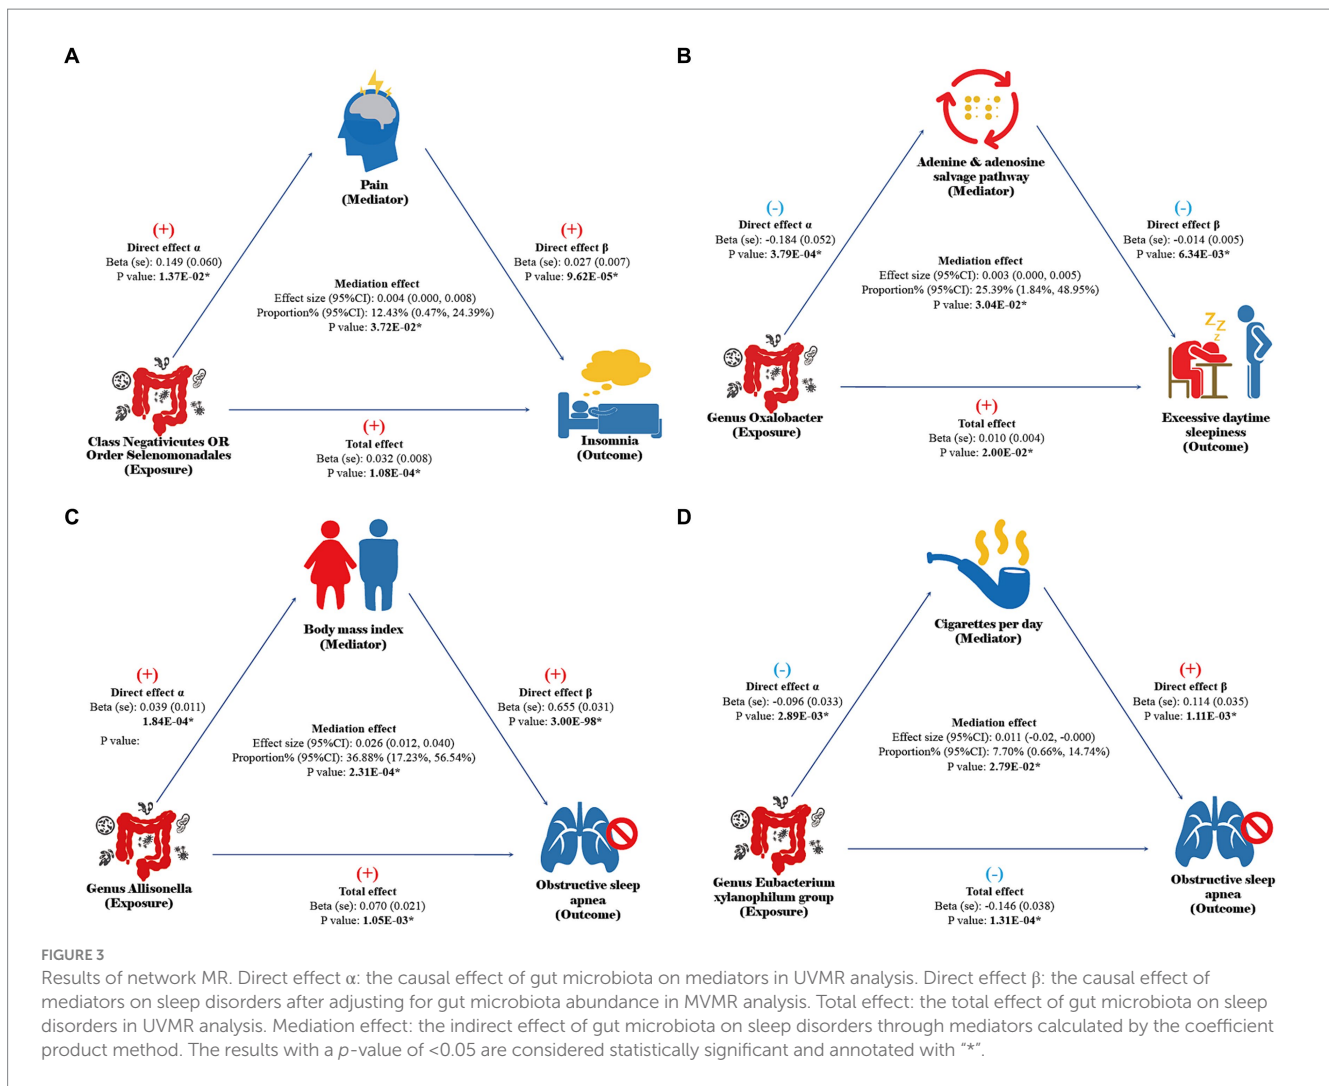 A
Pain
(Mediator)
(+)
Direct effect α
Beta (se): 0.149 (0.060)
P value: 1.37E-02*
(+)
Direct effect β
Beta (se): 0.027 (0.007)
P value: 9.62E-05*
Mediation effect
Effect size (95%CI): 0.004 (0.000, 0.008)
Proportion% (95%CI): 12.43% (0.47%, 24.39%)
P value: 3.72E-02*
Class Negativicutes OR
Order Selenomonadales
(Exposure)
(+)
Total effect
Beta (se): 0.032 (0.008)
P value: 1.08E-04*
Insomnia
(Outcome)
B
Adenine & adenosine
salvage pathway
(Mediator)
(-)
Direct effect α
Beta (se): -0.184 (0.052)
P value: 3.79E-04*
(-)
Direct effect β
Beta (se): -0.014 (0.005)
P value: 6.34E-03*
Mediation effect
Effect size (95%CI): 0.003 (0.000, 0.005)
Proportion% (95%CI): 25.39% (1.84%, 48.95%)
P value: 3.04E-02*
Z Z z
Genus Oxalobacter
(Exposure)
(+)
Total effect
Beta (se): 0.010 (0.004)
P value: 2.00E-02*
Excessive daytime
sleepiness
(Outcome)
C
Body mass index
(Mediator)
(+)
Direct effect α
Beta (se): 0.039 (0.011)
1.84E-04*
P value:
(+)
Direct effect β
Beta (se): 0.655 (0.031)
P value: 3.00E-98*
Mediation effect
Effect size (95%CI): 0.026 (0.012, 0.040)
Proportion% (95%CI): 36.88% (17.23%, 56.54%)
P value: 2.31E-04*
Genus Allisonella
(Exposure)
(+)
Total effect
Beta (se): 0.070 (0.021)
P value: 1.05E-03*
Obstructive sleep
apnea
(Outcome)
D
Cigarettes per day
(Mediator)
(-)
Direct effect α
Beta (se): -0.096 (0.033)
P value: 2.89E-03*
(+)
Direct effect β
Beta (se): 0.114 (0.035)
P value: 1.11E-03*
Mediation effect
Effect size (95%CI): 0.011 (-0.02, -0.000)
Proportion% (95%CI): 7.70% (0.66%, 14.74%)
P value: 2.79E-02*
Genus Eubacterium
xylanophilum group
(Exposure)
(-)
Total effect
Beta (se): -0.146 (0.038)
P value: 1.31E-04*
Obstructive sleep
apnea
(Outcome)
FIGURE 3
Results of network MR. Direct effect α: the causal effect of gut microbiota on mediators in UVMR analysis. Direct effect β: the causal effect of
mediators on sleep disorders after adjusting for gut microbiota abundance in MVMR analysis. Total effect: the total effect of gut microbiota on sleep
disorders in UVMR analysis. Mediation effect: the indirect effect of gut microbiota on sleep disorders through mediators calculated by the coefficient
product method. The results with a p-value of <0.05 are considered statistically significant and annotated with “*”.